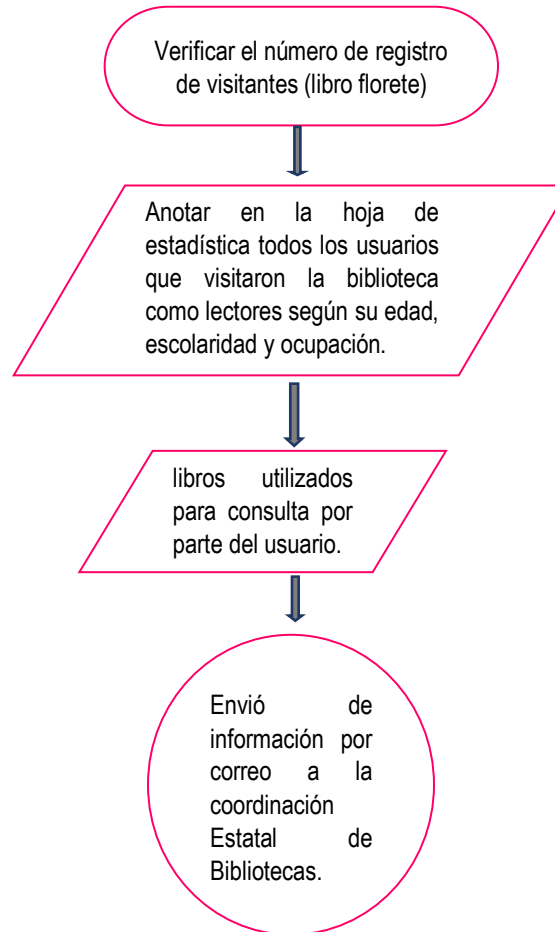 Verificar el número de registro
de visitantes (libro florete)
Anotar en la hoja de
estadística todos los usuarios
que visitaron la biblioteca
como lectores según su edad,
escolaridad y ocupación.
libros utilizados
para consulta por
parte del usuario.
Envió de
información por
correo a la
coordinación
Estatal de
Bibliotecas.